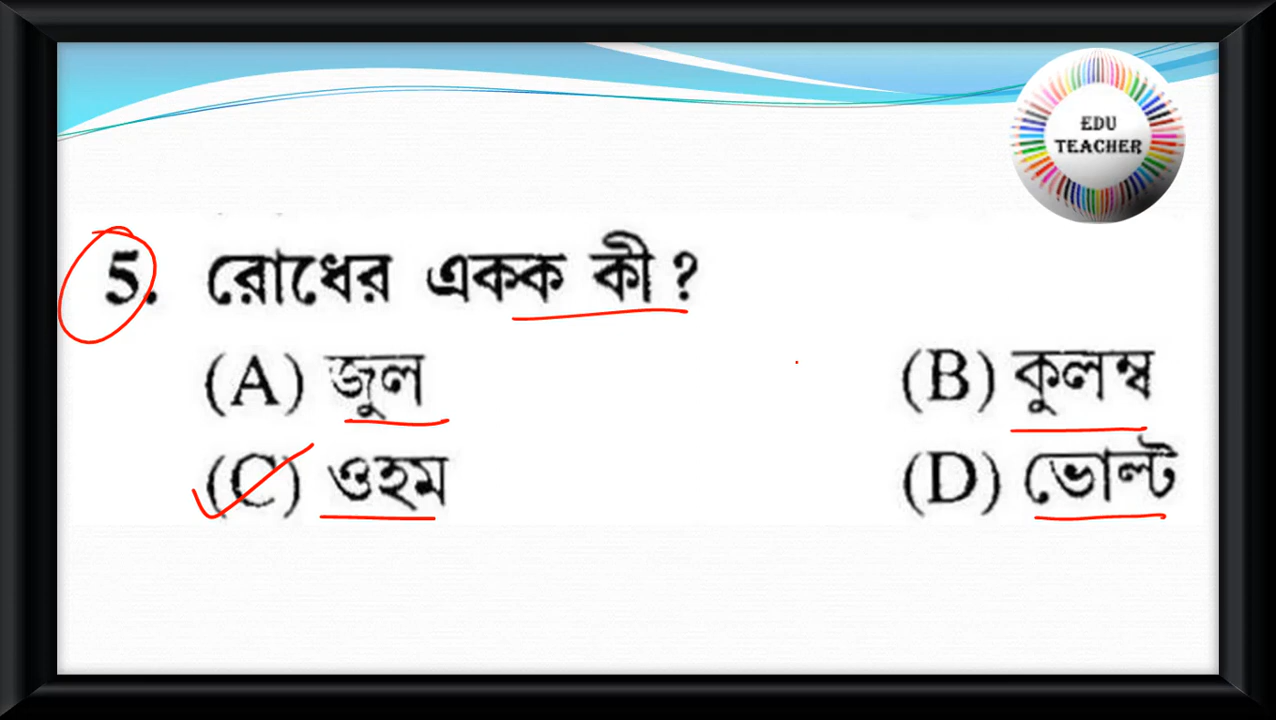 EDU
TEACHER
5. রোধের একক কী?
(A) জুল (B) কুলম্ব
(C) ওহম (D) ভোল্ট